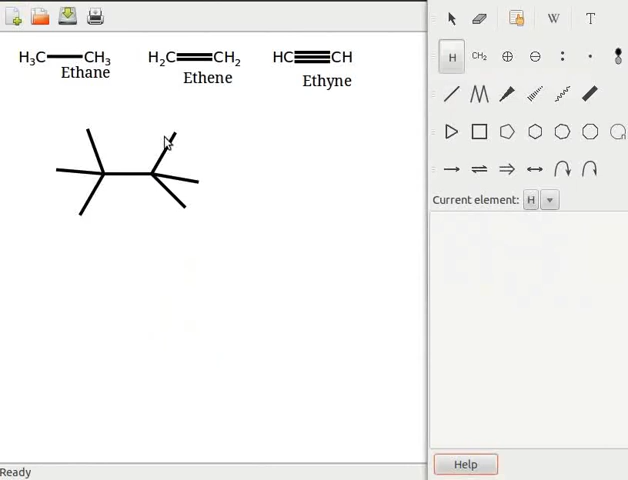 W T
H CH₂
H₃C CH₃ H₂C CH₂ HC CH
Ethane Ethene Ethyne
n
Current element: H
Help
Ready